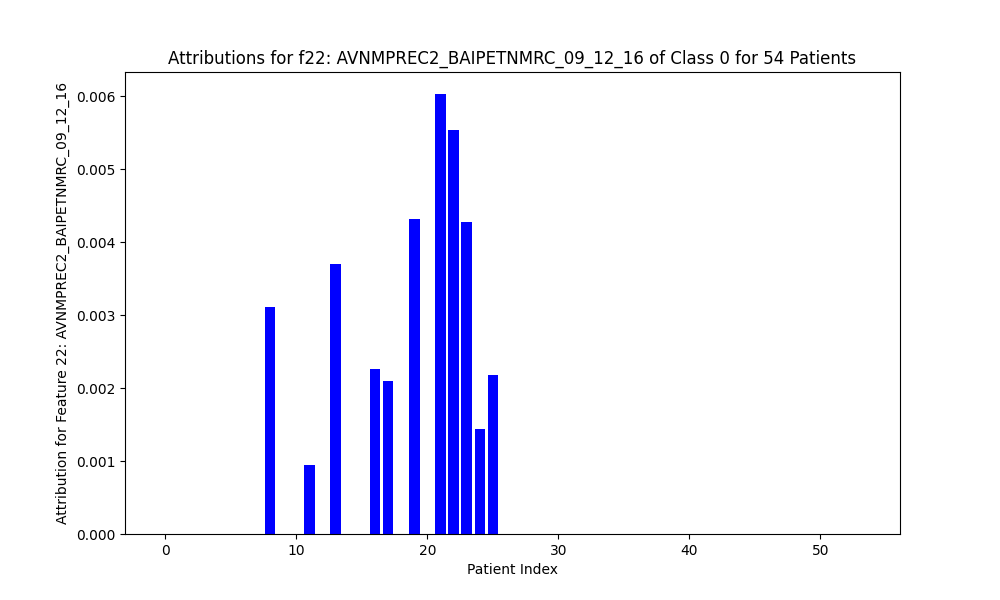 Attributions for f22: AVNMPREC2_BAIPETNMRC_09_12_16 of Class 0 for 54 Patients
Attribution for Feature 22: AVNMPREC2_BAIPETNMRC_09_12_16
0.006
0.005
0.004
0.003
0.002
0.001
0.000
0 10 20 30 40 50
Patient Index